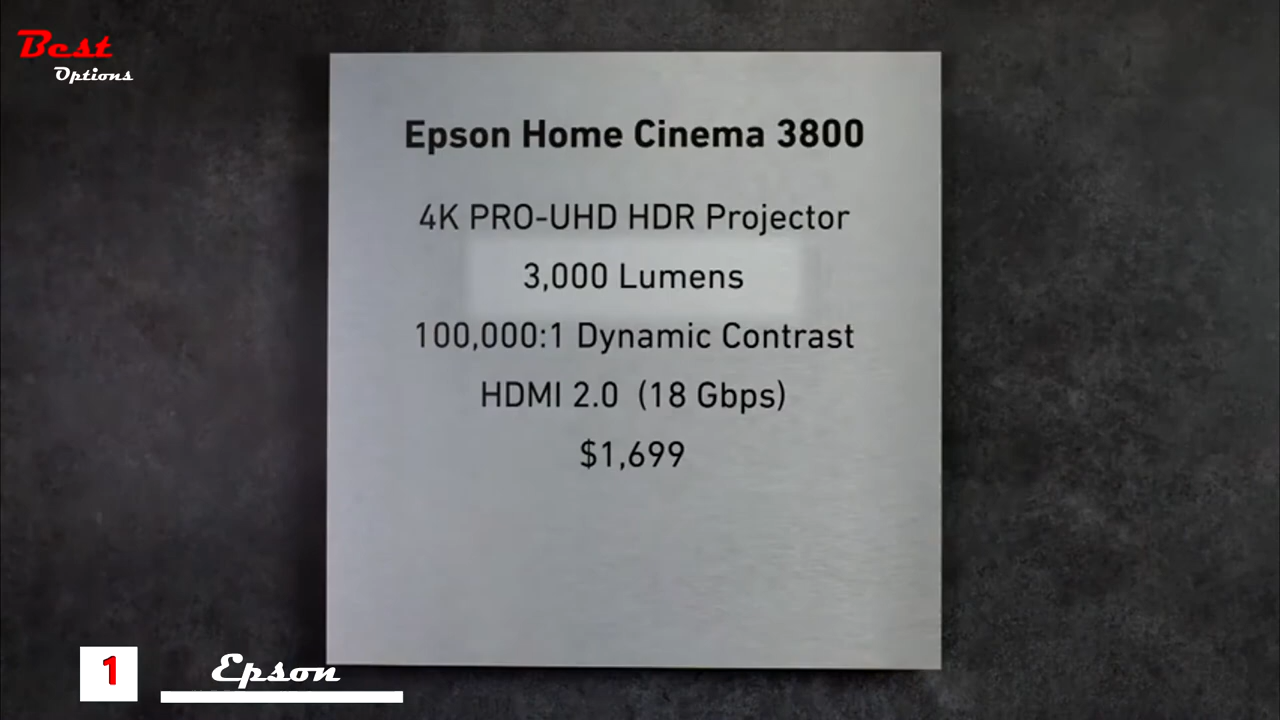 Best
Options
Epson Home Cinema 3800
4K PRO-UHD HDR Projector
3,000 Lumens
100,000:1 Dynamic Contrast
HDMI 2.0 (18 Gbps)
$1,699
1
Epson